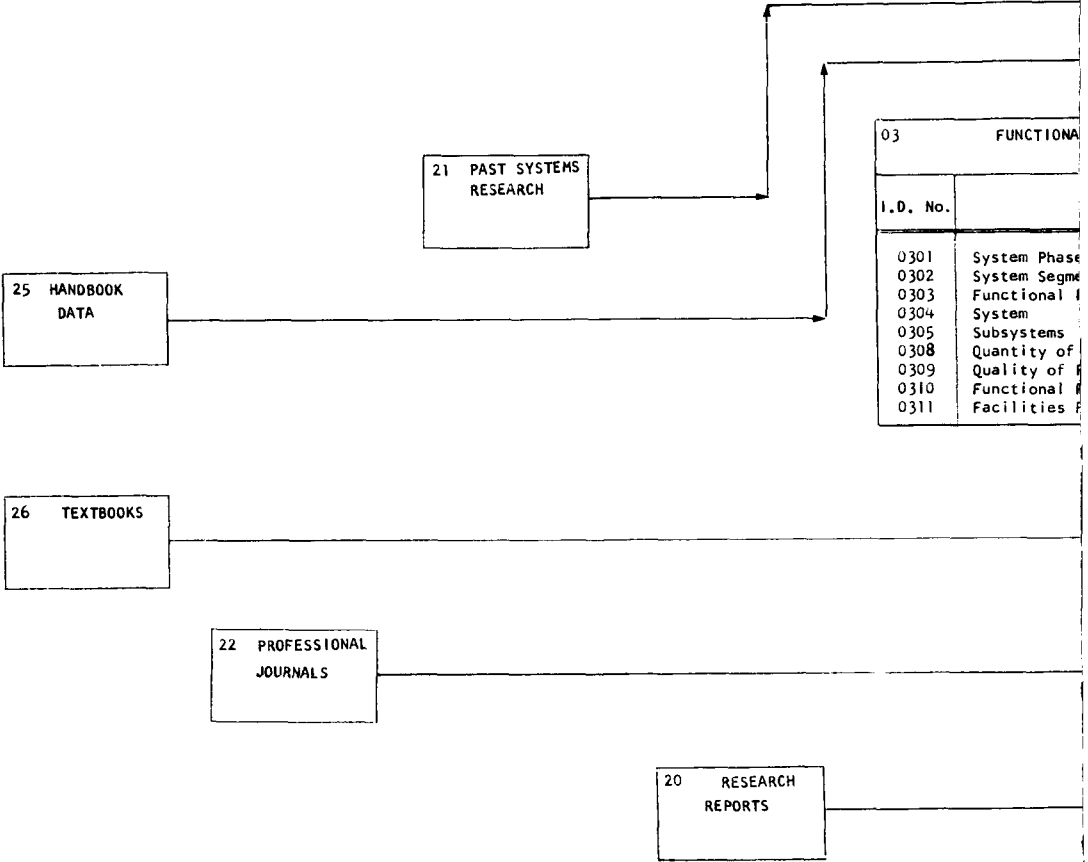 03 FUNCTIONA
21 PAST SYSTEMS
RESEARCH
I.D. No.
0301 System Phase
0302 System Segme
0303 Functional
0304 System
0305 Subsystems
0308 Quantity of
0309 Quality of
0310 Functional
0311 Facilities
25 HANDBOOK
DATA
26 TEXTBOOKS
22 PROFESSIONAL
JOURNALS
20 RESEARCH
REPORTS